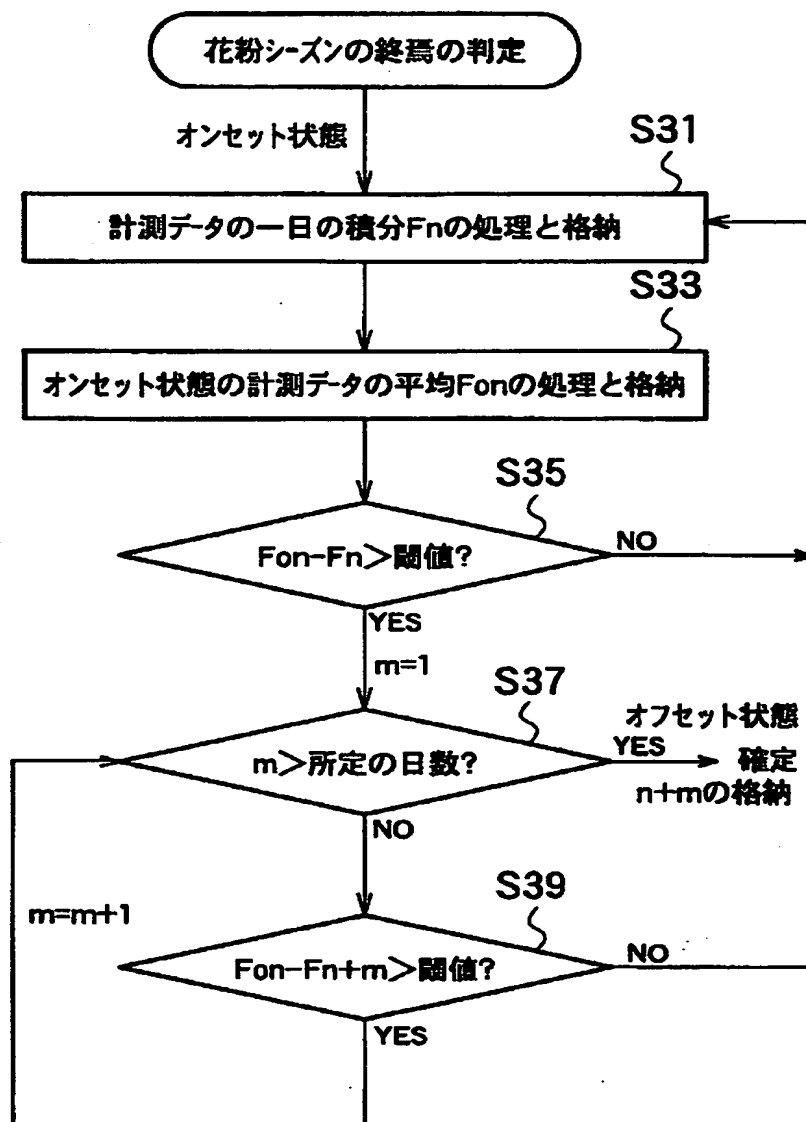 花粉シーズンの終焉の判定
オンセット状態
S31
計測データの一日の積分Fnの処理と格納
S33
オンセット状態の計測データの平均Fonの処理と格納
S35
Fon-Fn>閾値?
NO
YES
m=1
S37
オフセット状態
m>所定の日数?
YES
確定
n+mの格納
NO
S39
m=m+1
Fon-Fn+m>閾値?
NO
YES